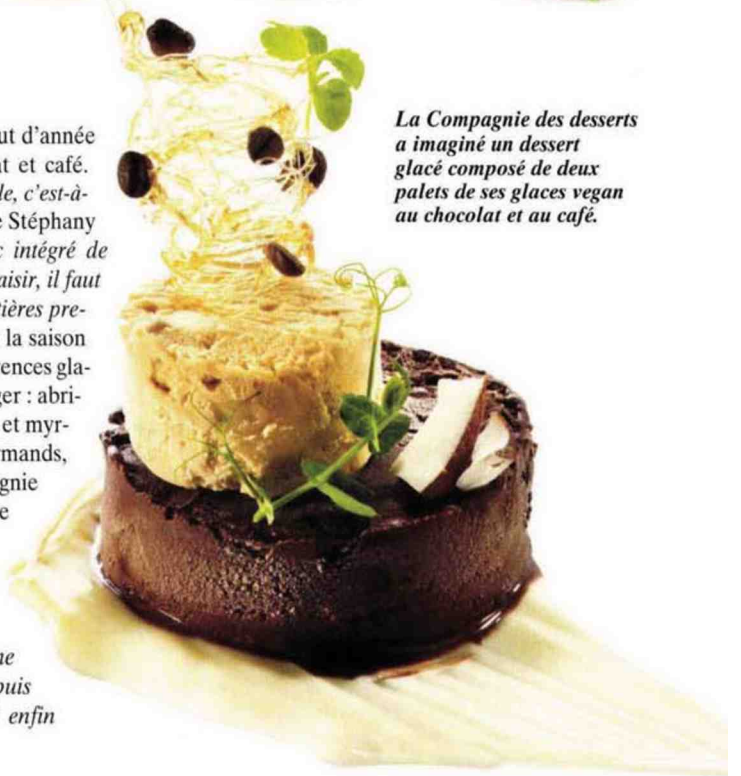 ut d'année
t et café.
le, c'est-à-
e Stéphany
c intégré de
aisir, il faut
tières pre-
la saison
ences gla-
ger : abri-
et myr-
mands,
gnie
e
ne
puis
enfin
La Compagnie des desserts
a imaginé un dessert
glacé composé de deux
palets de ses glaces vegan
au chocolat et au café.